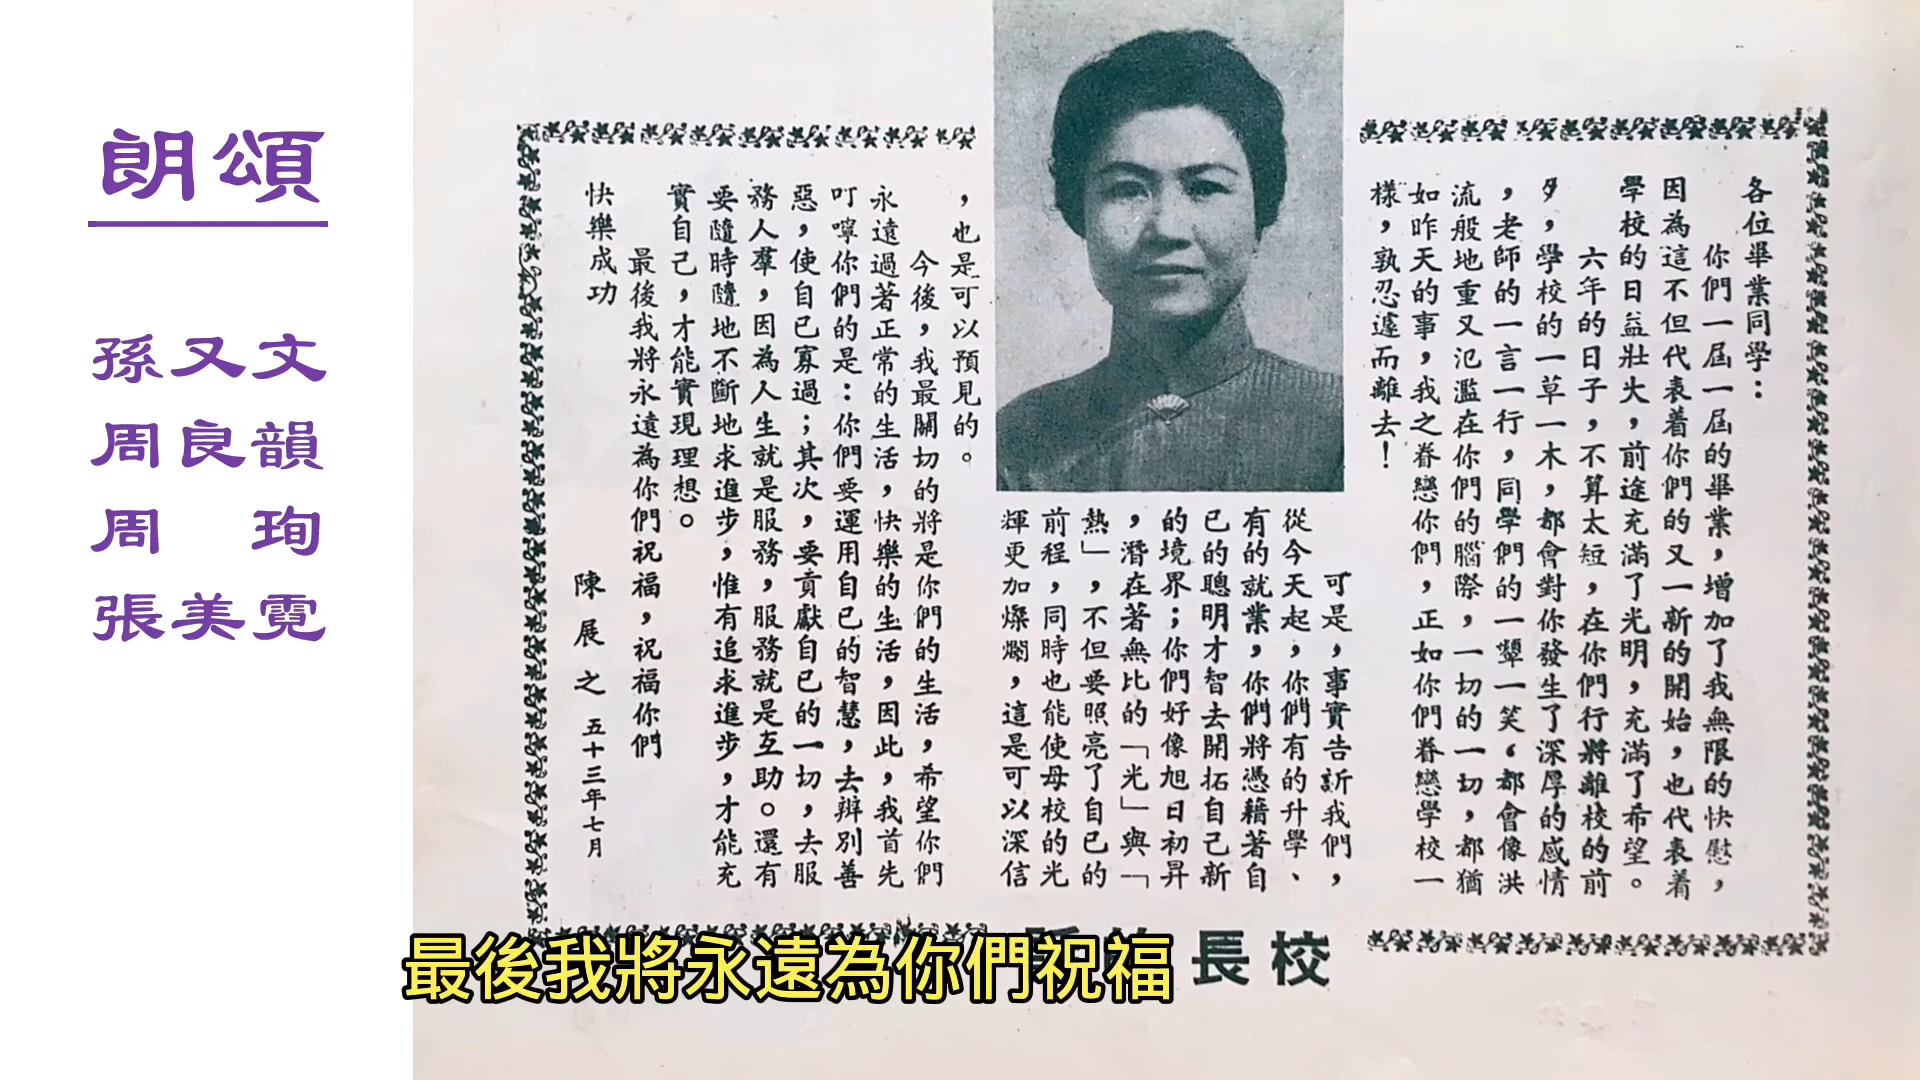 朗頌
孫又文
周良韻
周 珣
張美霓
各位畢業同學：
你們一屆一屆的畢業，增加了我無限的快慰，
因為這不但代表着你們的又一新的開始，也代表着
學校的日益壯大，前途充滿了光明，充滿了希望。
六年的日子，不算太短，在你們行將離校的前
夕，學校的一草一木，都會對你發生了深厚的感情
，老師的一言一行，同學們的一顰一笑，都會像洪
流般地重又氾濫在你們的腦際，一切的一切，都猶
如昨天的事，我之眷戀你們，正如你們眷戀學校一
樣，孰忍遽而離去！
可是，事實告訴我們，
從今天起，你們有的升學、
有的就業，你們將憑藉著自
己的聰明才智去開拓自己新
的境界；你們好像旭日初昇
，潛在著無比的「光」與「
熱」，不但要照亮了自己的
前程，同時也能使母校的光
輝更加燦爛，這是可以深信
，也是可以預見的。
今後，我最關切的將是你們的生活，希望你們
永遠過著正常的生活，快樂的生活，因此，我首先
叮嚀你們的是：你們要運用自己的智慧，去辨別善
惡，使自己寡過；其次，要貢獻自己的一切，去服
務人羣，因為人生就是服務，服務就是互助。還有
要隨時隨地不斷地求進步，惟有追求進步，才能充
實自己，才能實現理想。
最後我將永遠為你們祝福，祝福你們
快樂成功
陳展之 五十三年七月
校長
最後我將永遠為你們祝福